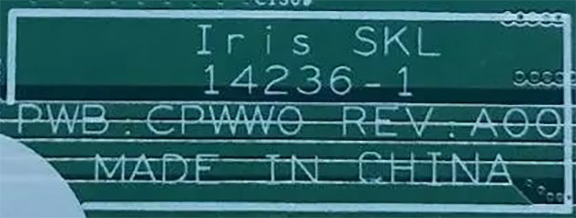 Iris SKL
14236-1
PWB:CPWW0 REV:A00
MADE IN CHINA